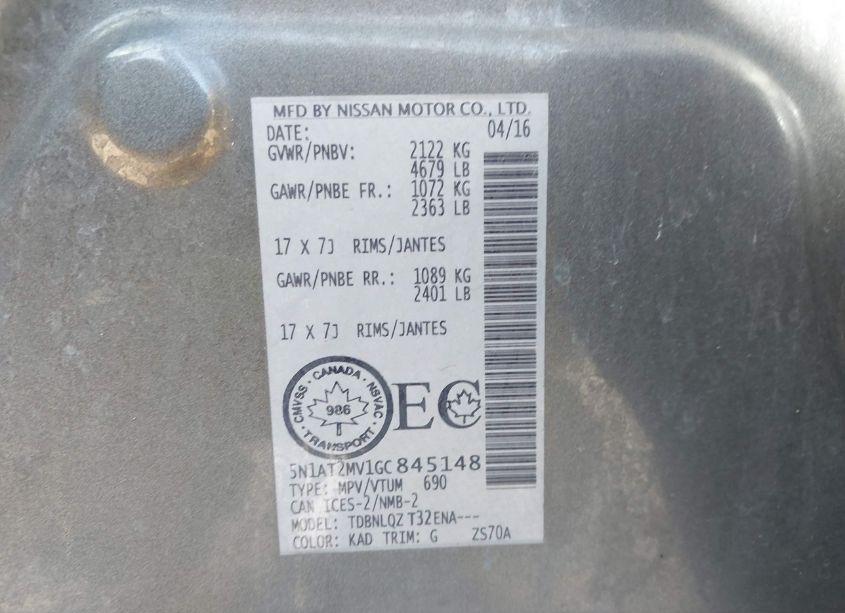 MFD BY NISSAN MOTOR CO., LTD.
DATE: 04/16
GVWR/PNBV: 2122 KG
4679 LB
GAWR/PNBE FR.: 1072 KG
2363 LB
17 X 7J RIMS/JANTES
GAWR/PNBE RR.: 1089 KG
2401 LB
17 X 7J RIMS/JANTES
CMVSS · CANADA · NSVAC · TRANSPORT ·
986
EC
5N1AT2MV1GC845148
TYPE: MPV/VTUM 690
CAN ICES-2/NMB-2
MODEL: TDBNLQZ T32ENA---
COLOR: KAD TRIM: G ZS70A